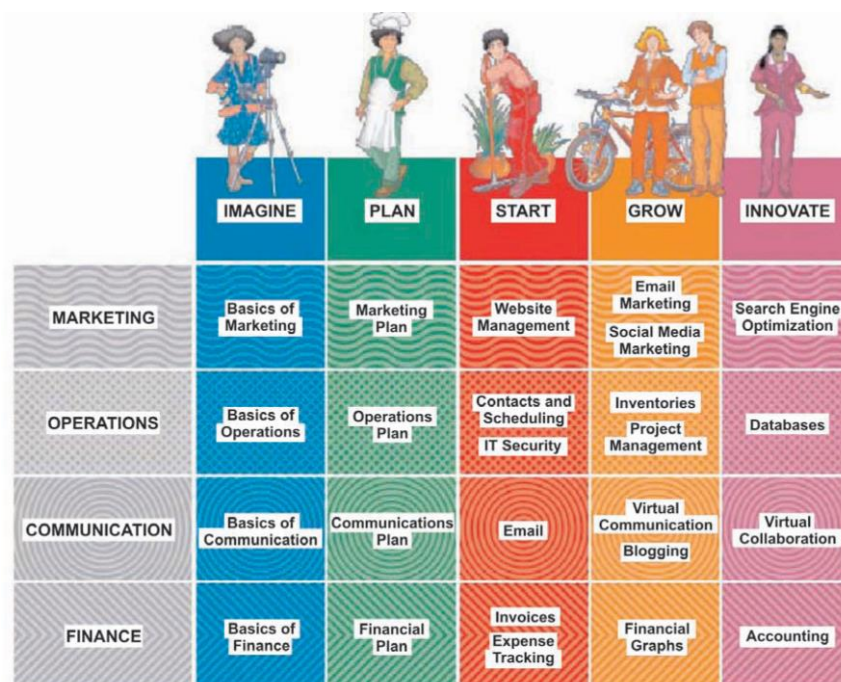 IMAGINE
PLAN
START
GROW
INNOVATE
MARKETING
Basics of
Marketing
Marketing
Plan
Website
Management
Email
Marketing
Social Media
Marketing
Search Engine
Optimization
OPERATIONS
Basics of
Operations
Operations
Plan
Contacts and
Scheduling
IT Security
Inventories
Project
Management
Databases
COMMUNICATION
Basics of
Communication
Communications
Plan
Email
Virtual
Communication
Blogging
Virtual
Collaboration
FINANCE
Basics of
Finance
Financial
Plan
Invoices
Expense
Tracking
Financial
Graphs
Accounting